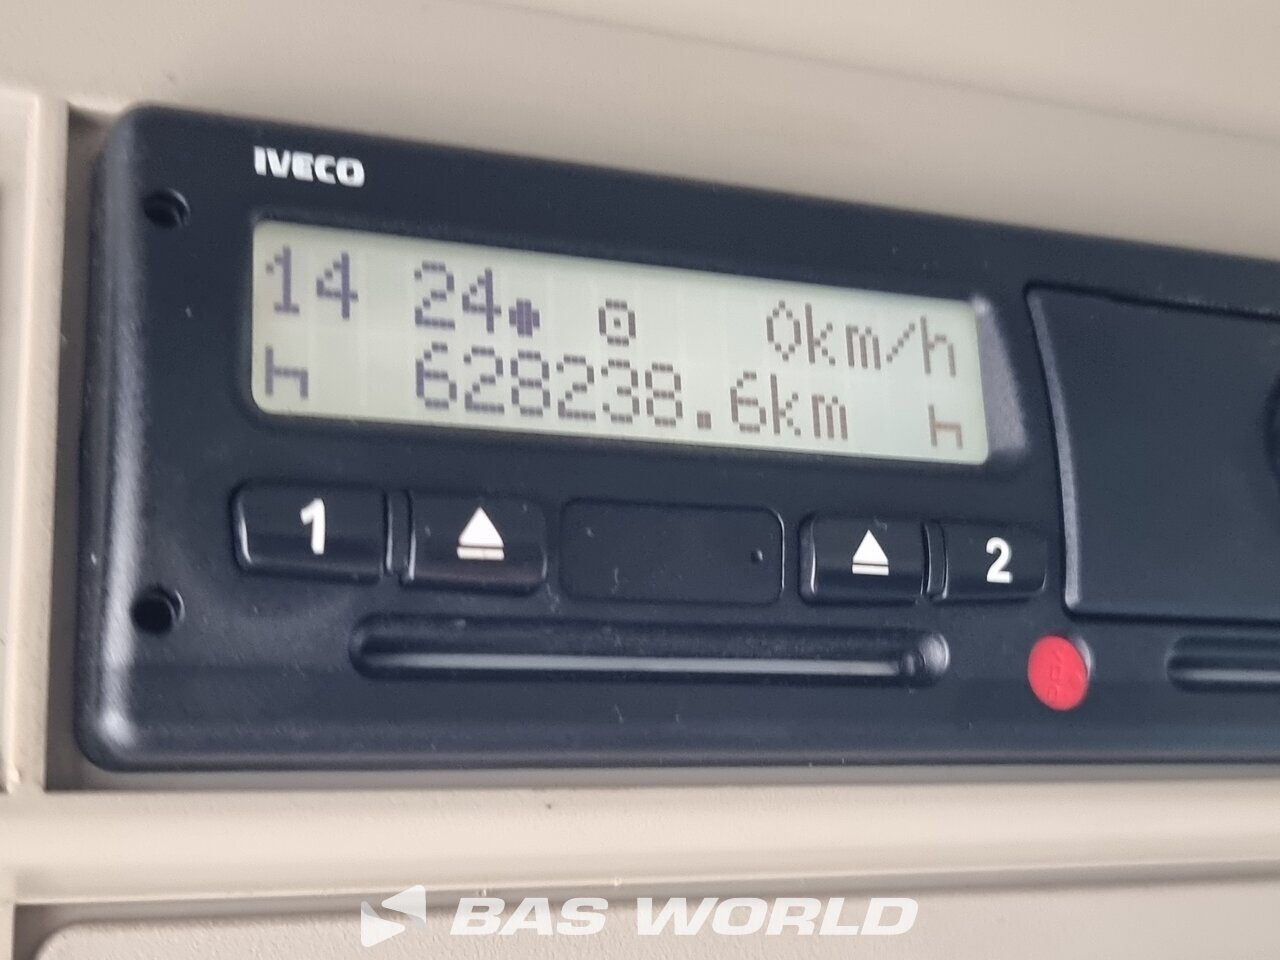 IVECO
14 24 0km/h
628238.6km
1 2
BAS WORLD